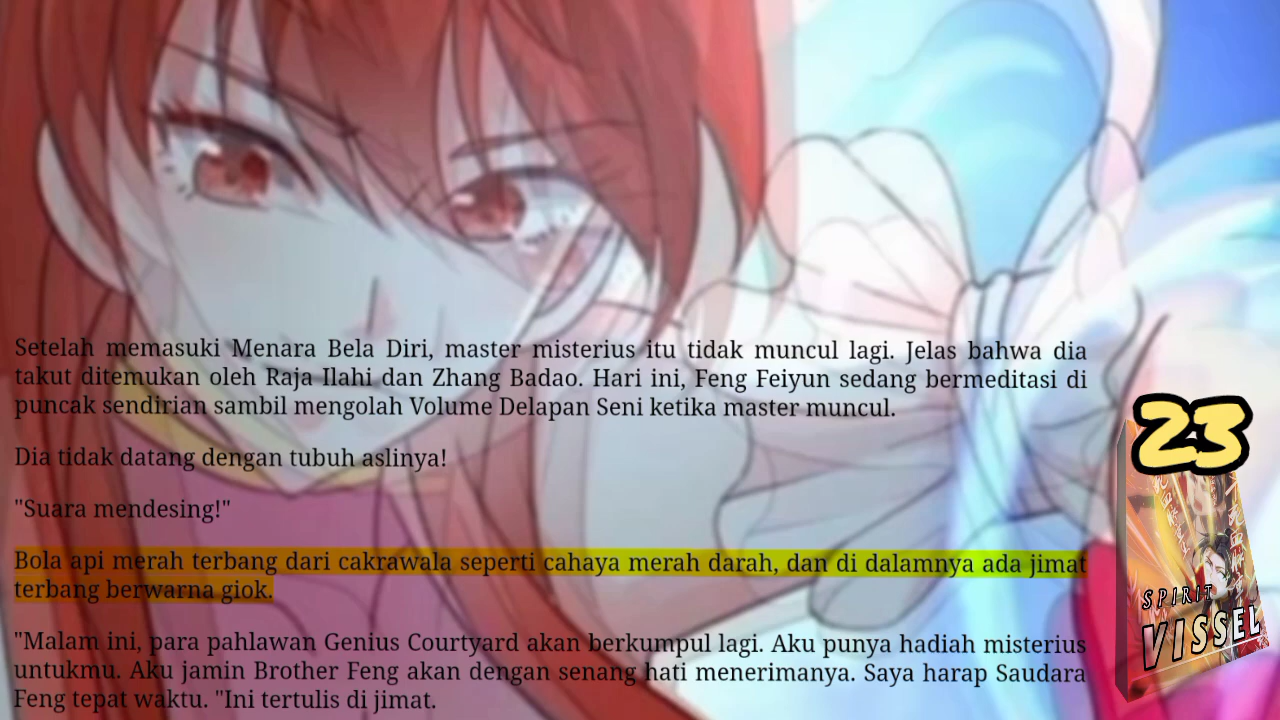 Setelah memasuki Menara Bela Diri, master misterius itu tidak muncul lagi. Jelas bahwa dia
takut ditemukan oleh Raja Ilahi dan Zhang Badao. Hari ini, Feng Feiyun sedang bermeditasi di
puncak sendirian sambil mengolah Volume Delapan Seni ketika master muncul.
Dia tidak datang dengan tubuh aslinya!
"Suara mendesing!"
Bola api merah terbang dari cakrawala seperti cahaya merah darah, dan di dalamnya ada jimat
terbang berwarna giok.
"Malam ini, para pahlawan Genius Courtyard akan berkumpul lagi. Aku punya hadiah misterius
untukmu. Aku jamin Brother Feng akan dengan senang hati menerimanya. Saya harap Saudara
Feng tepat waktu. "Ini tertulis di jimat.
23
SPIRIT
VISSEL